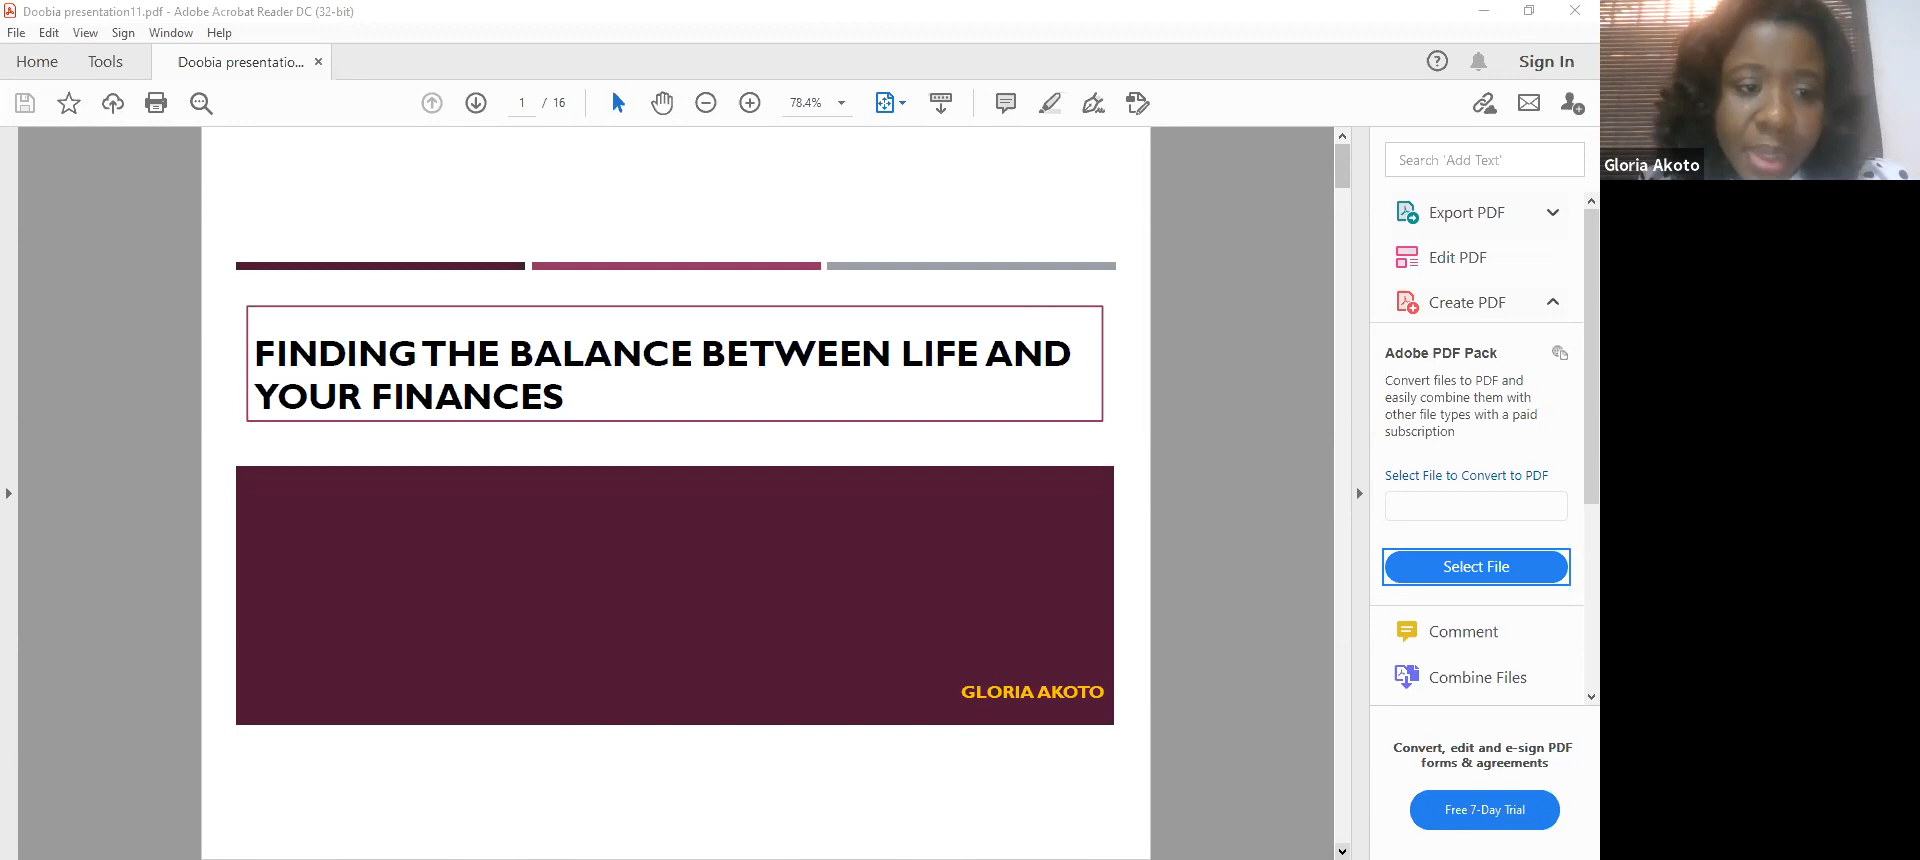 Doobia presentation11.pdf - Adobe Acrobat Reader DC (32-bit)
File Edit View Sign Window Help
Home Tools Doobia presentatio... × Sign In
1 / 16 78.4%
Gloria Akoto
FINDING THE BALANCE BETWEEN LIFE AND
YOUR FINANCES
GLORIA AKOTO
Search 'Add Text'
Export PDF
Edit PDF
Create PDF
Adobe PDF Pack
Convert files to PDF and
easily combine them with
other file types with a paid
subscription
Select File to Convert to PDF
Select File
Comment
Combine Files
Convert, edit and e-sign PDF
forms & agreements
Free 7-Day Trial